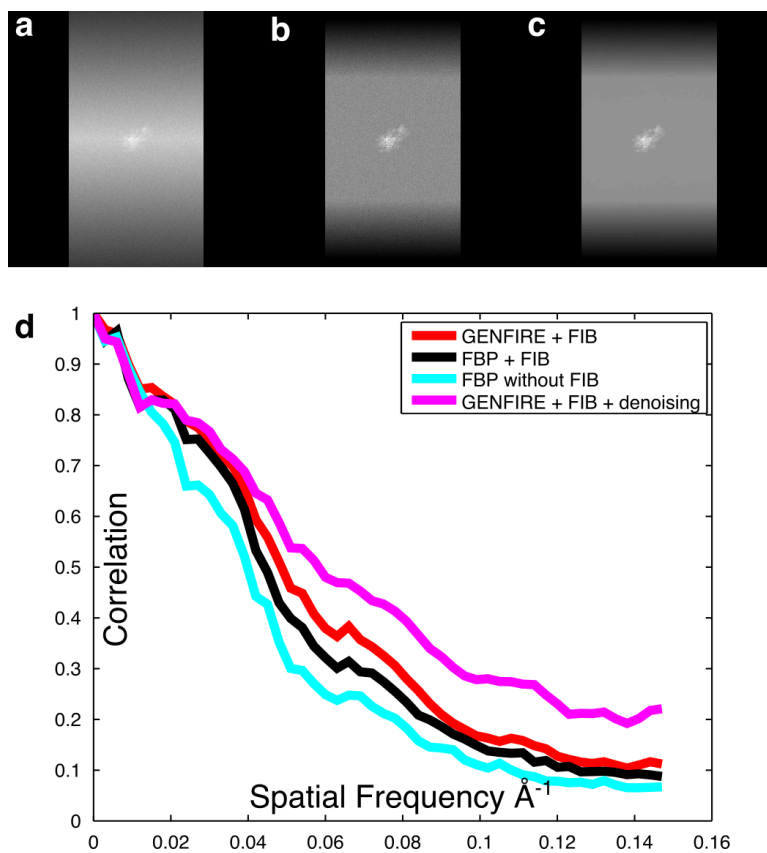 a
b
c
d
1
0.9
0.8
0.7
0.6
0.5
0.4
0.3
0.2
0.1
0
Correlation
GENFIRE + FIB
FBP + FIB
FBP without FIB
GENFIRE + FIB + denoising
Spatial Frequency Å⁻¹
0
0.02
0.04
0.06
0.08
0.1
0.12
0.14
0.16